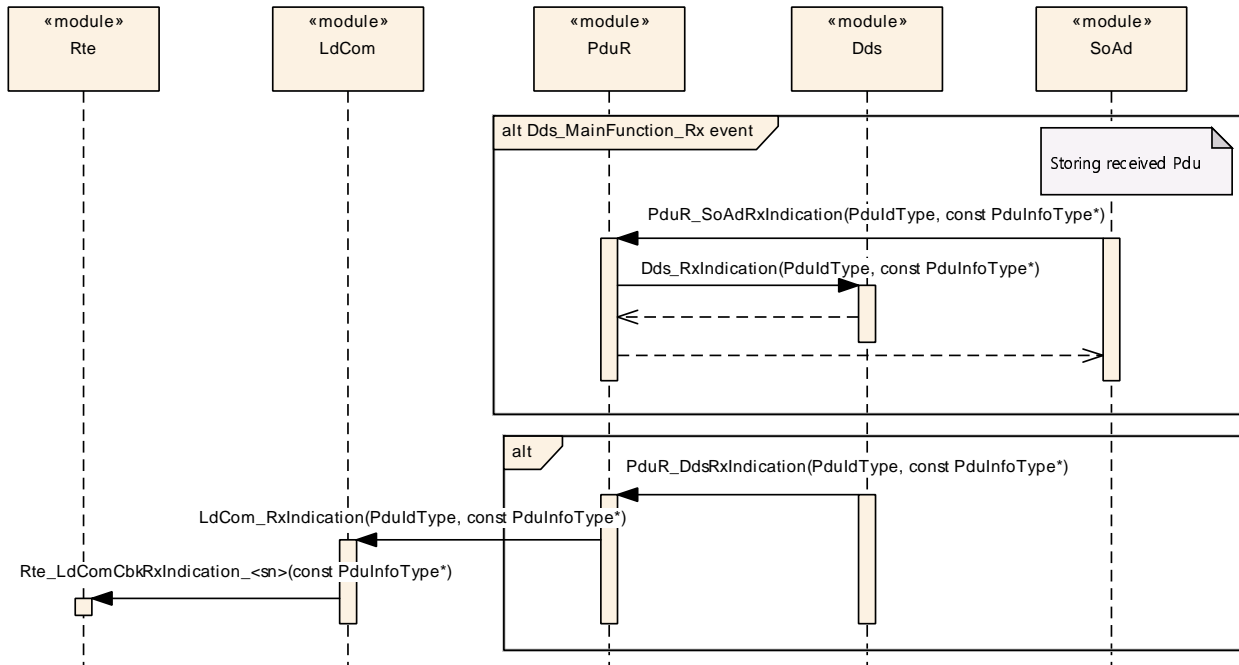 «module»
Rte
«module»
LdCom
«module»
PduR
«module»
Dds
«module»
SoAd
alt Dds_MainFunction_Rx event
Storing received Pdu
PduR_SoAdRxIndication(PduIdType, const PduInfoType*)
Dds_RxIndication(PduIdType, const PduInfoType*)
alt
PduR_DdsRxIndication(PduIdType, const PduInfoType*)
LdCom_RxIndication(PduIdType, const PduInfoType*)
Rte_LdComCbkRxIndication_<sn>(const PduInfoType*)